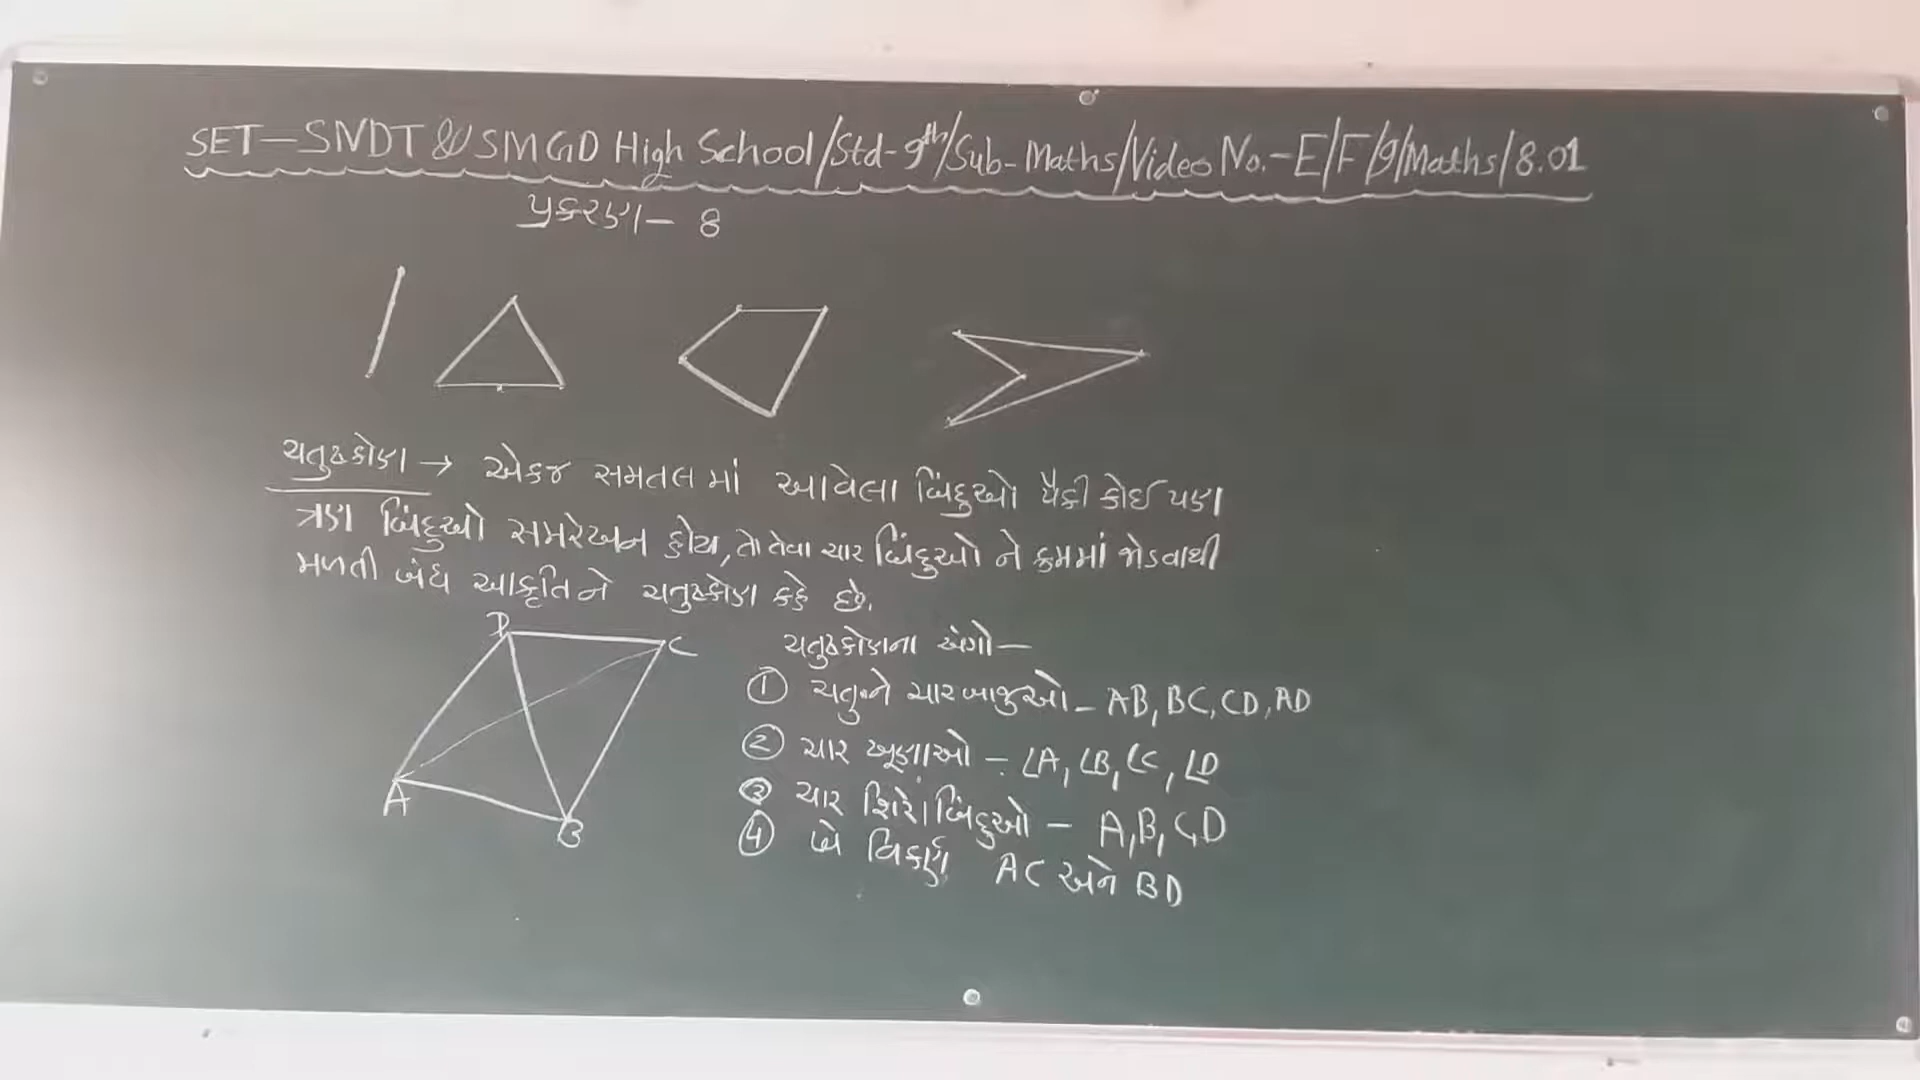 SET-SNDT & SMGD High School/Std-9th/Sub-Maths/Video No.-E/F/9/Maths/8.01
પ્રકરણ - 8
ચતુષ્કોણ → એકજ સમતલ માં આવેલા બિંદુઓ પૈકી કોઈ પણ
ત્રણ બિંદુઓ સમરેખ ન હોય, તો તેવા ચાર બિંદુઓ ને ક્રમમાં જોડવાથી
મળતી બંધ આકૃતિ ને ચતુષ્કોણ કહે છે.
D C
A B
ચતુષ્કોણના અંગો —
① ચતુ.ને ચાર બાજુઓ - AB, BC, CD, AD
② ચાર ખૂણાઓ - ∠A, ∠B, ∠C, ∠D
③ ચાર શિરોબિંદુઓ - A, B, C, D
④ બે વિકર્ણ AC અને BD